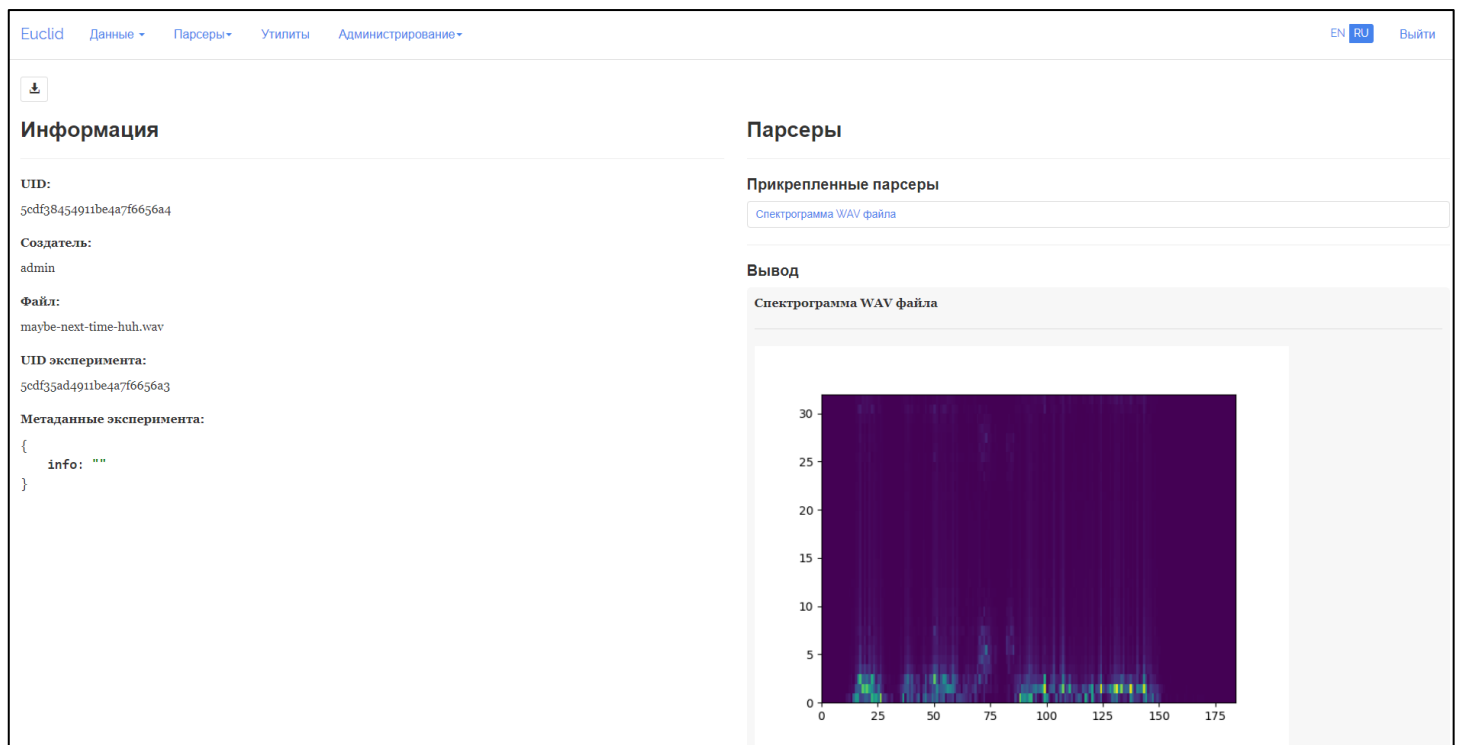 Euclid Данные Парсеры Утилиты Администрирование EN RU Выйти
Информация
UID:
5cdf38454911be4a7f6656a4
Создатель:
admin
Файл:
maybe-next-time-huh.wav
UID эксперимента:
5cdf35ad4911be4a7f6656a3
Метаданные эксперимента:
{
info: ""
}
Парсеры
Прикрепленные парсеры
Спектрограмма WAV файла
Вывод
Спектрограмма WAV файла
30
25
20
15
10
5
0
0 25 50 75 100 125 150 175